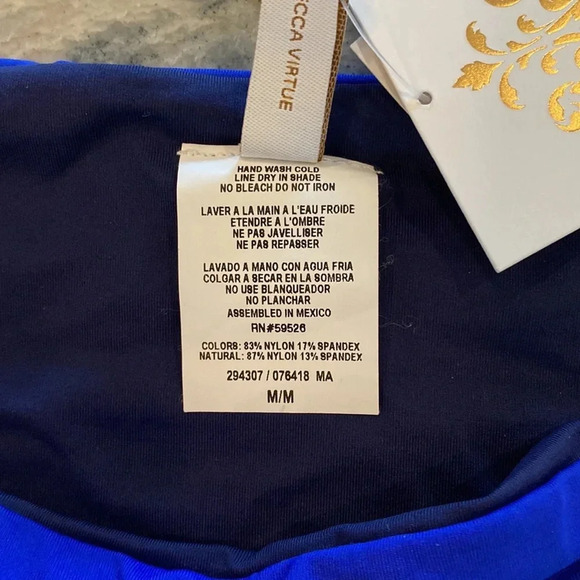 VIRTUE
HAND WASH COLD
LINE DRY IN SHADE
NO BLEACH DO NOT IRON
LAVER A LA MAIN A L'EAU FROIDE
ETENDRE A L'OMBRE
NE PAS JAVELLISER
NE PAS REPASSER
LAVADO A MANO CON AGUA FRIA
COLGAR A SECAR EN LA SOMBRA
NO USE BLANQUEADOR
NO PLANCHAR
ASSEMBLED IN MEXICO
RN#59526
COLORS: 83% NYLON 17% SPANDEX
NATURAL: 87% NYLON 13% SPANDEX
294307 / 076418 MA
M/M